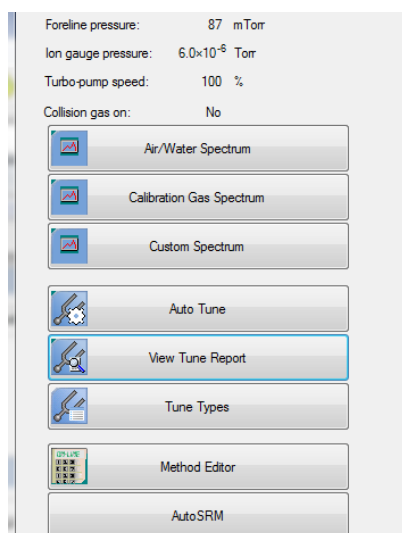 Foreline pressure: 87 mTorr
Ion gauge pressure: 6.0×10⁻⁶ Torr
Turbo-pump speed: 100 %
Collision gas on: No
Air/Water Spectrum
Calibration Gas Spectrum
Custom Spectrum
Auto Tune
View Tune Report
Tune Types
Method Editor
AutoSRM